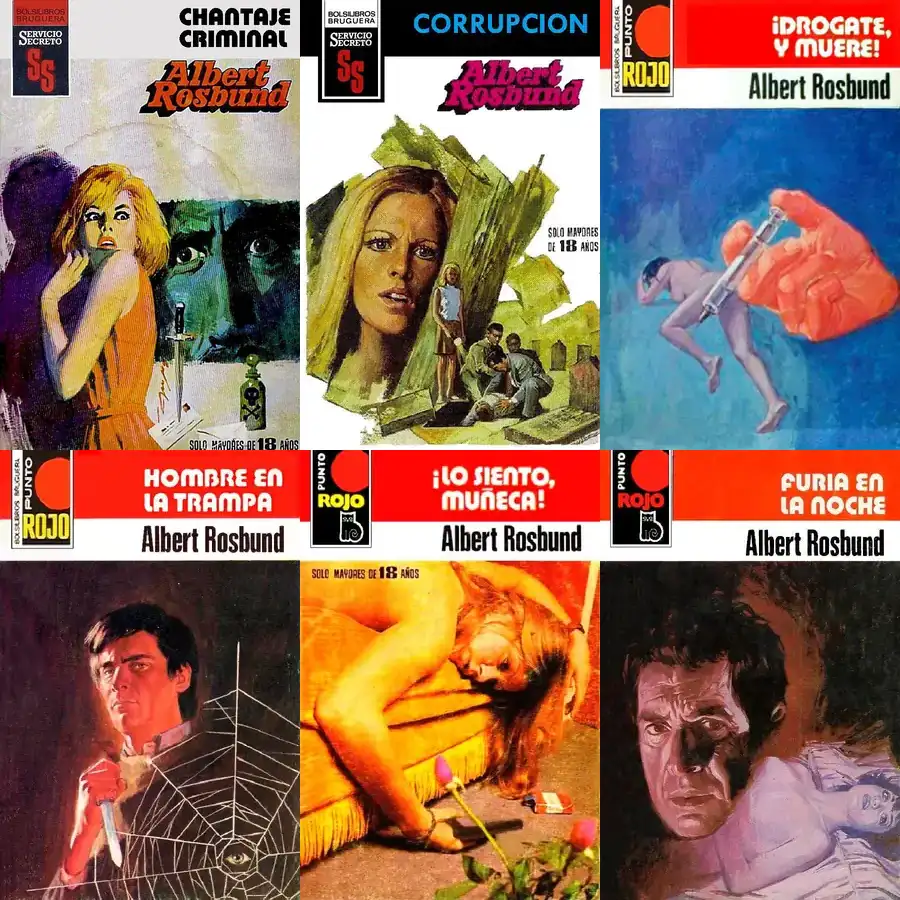 BOLSILIBROS
BRUGUERA
SERVICIO
SECRETO
SS
CHANTAJE
CRIMINAL
Albert
Rosbund
SOLO MAYORES DE 18 AÑOS
BOLSILIBROS
BRUGUERA
SERVICIO
SECRETO
SS
CORRUPCION
Albert
Rosbund
SOLO MAYORES
DE 18 AÑOS
BOLSILIBROS BRUGUERA
PUNTO
ROJO
¡DROGATE,
Y MUERE!
Albert Rosbund
BOLSILIBROS BRUGUERA
PUNTO
ROJO
HOMBRE EN
LA TRAMPA
Albert Rosbund
PUNTO
ROJO
¡LO SIENTO,
MUÑECA!
Albert Rosbund
SOLO MAYORES DE 18 AÑOS
PUNTO
ROJO
FURIA EN
LA NOCHE
Albert Rosbund